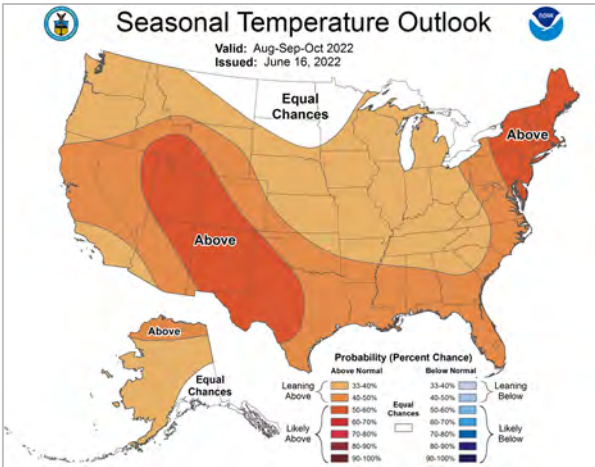 Seasonal Temperature Outlook
Valid: Aug-Sep-Oct 2022
Issued: June 16, 2022
noaa
Equal
Chances
Above
Above
Above
Equal
Chances
Probability (Percent Chance)
Above Normal
Below Normal
Leaning
Above
33-40%
40-50%
Likely
Above
50-60%
60-70%
70-80%
80-90%
90-100%
Equal
Chances
33-40%
40-50%
Leaning
Below
50-60%
60-70%
70-80%
80-90%
90-100%
Likely
Below